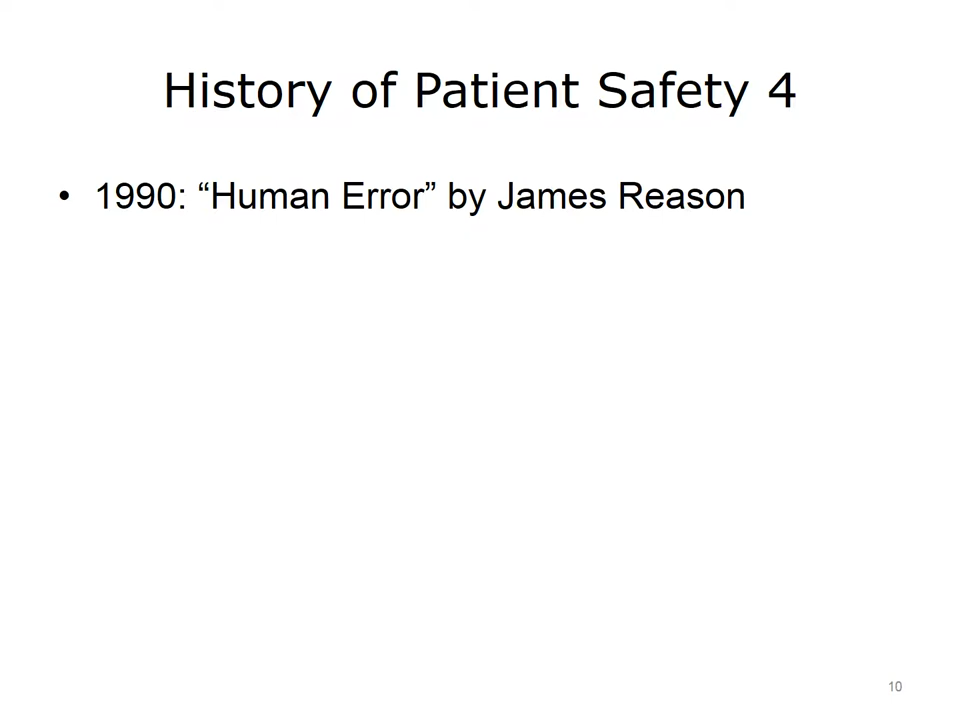 History of Patient Safety 4
• 1990: “Human Error” by James Reason
10